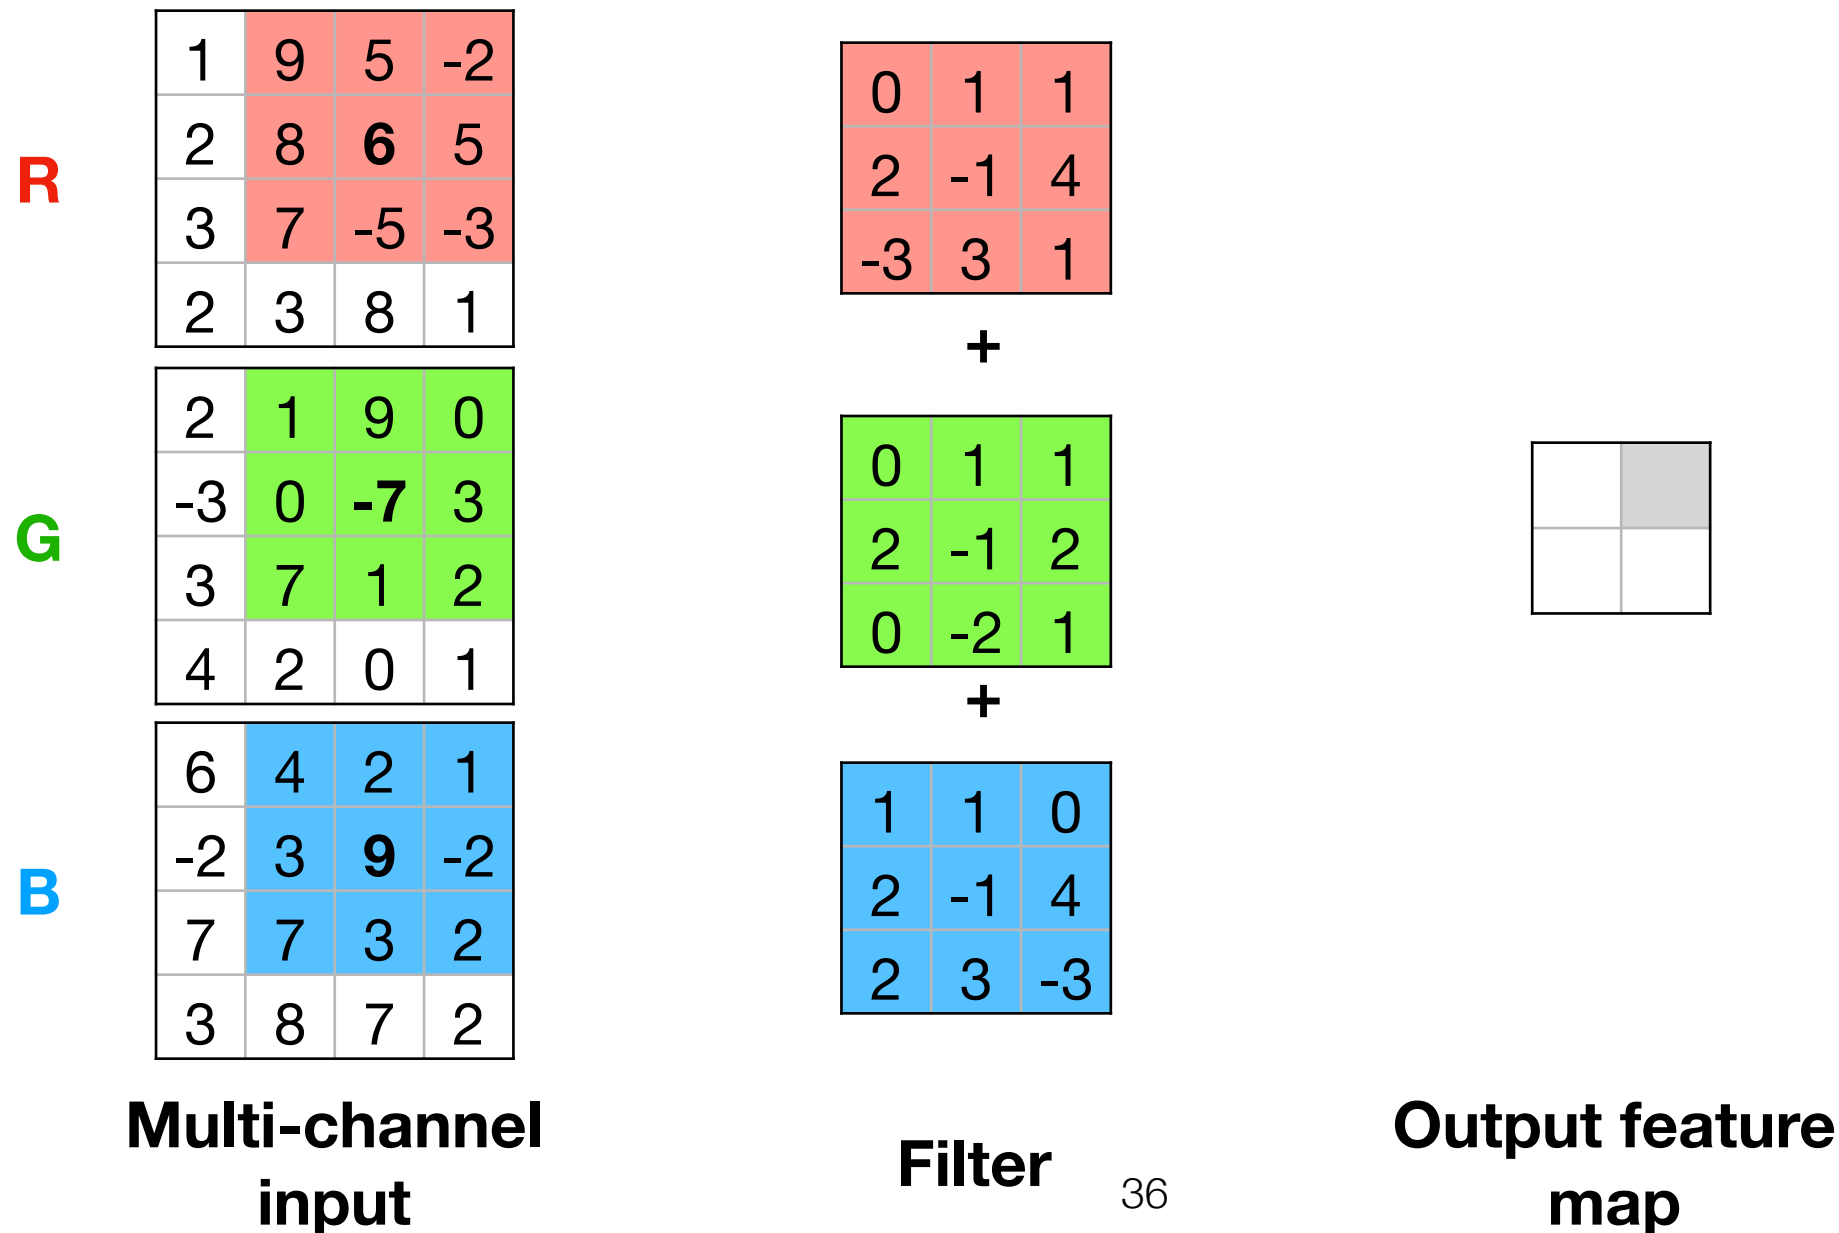 R
1 9 5 -2
2 8 6 5
3 7 -5 -3
2 3 8 1
G
2 1 9 0
-3 0 -7 3
3 7 1 2
4 2 0 1
B
6 4 2 1
-2 3 9 -2
7 7 3 2
3 8 7 2
Multi-channel
input
0 1 1
2 -1 4
-3 3 1
+
0 1 1
2 -1 2
0 -2 1
+
1 1 0
2 -1 4
2 3 -3
Filter
36
Output feature
map